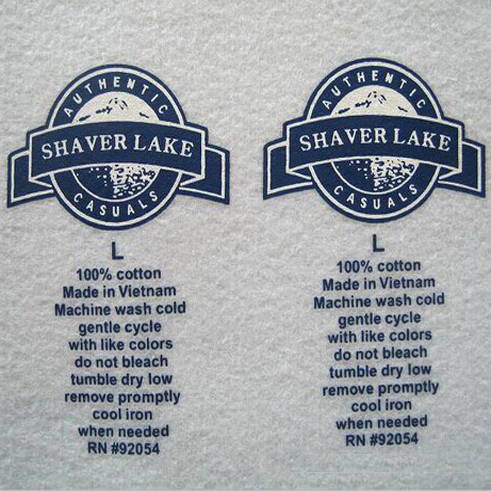 AUTHENTIC
SHAVER LAKE
CASUALS
L
100% cotton
Made in Vietnam
Machine wash cold
gentle cycle
with like colors
do not bleach
tumble dry low
remove promptly
cool iron
when needed
RN #92054
AUTHENTIC
SHAVER LAKE
CASUALS
L
100% cotton
Made in Vietnam
Machine wash cold
gentle cycle
with like colors
do not bleach
tumble dry low
remove promptly
cool iron
when needed
RN #92054